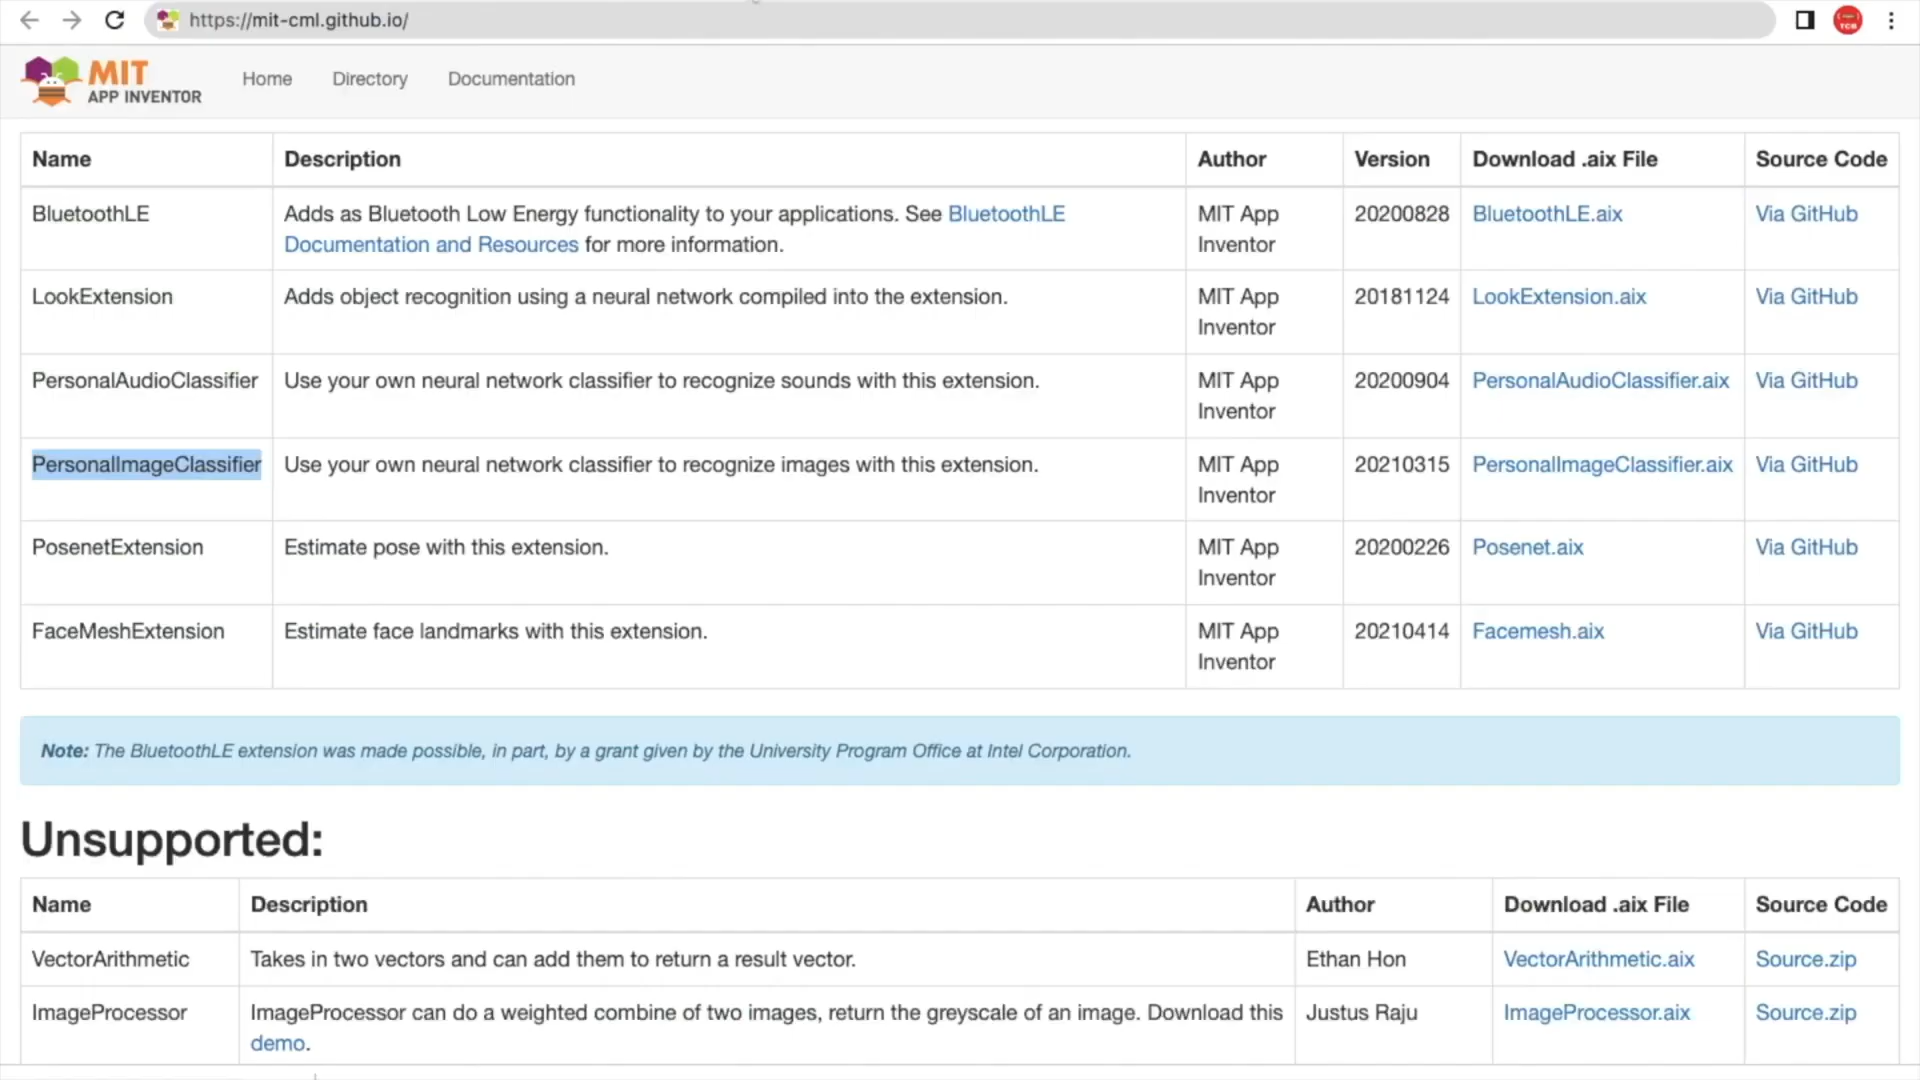 https://mit-cml.github.io/
TCB
MIT
APP INVENTOR
Home Directory Documentation
Name Description Author Version Download .aix File Source Code
BluetoothLE Adds as Bluetooth Low Energy functionality to your applications. See BluetoothLE MIT App 20200828 BluetoothLE.aix Via GitHub
Documentation and Resources for more information. Inventor
LookExtension Adds object recognition using a neural network compiled into the extension. MIT App 20181124 LookExtension.aix Via GitHub
Inventor
PersonalAudioClassifier Use your own neural network classifier to recognize sounds with this extension. MIT App 20200904 PersonalAudioClassifier.aix Via GitHub
Inventor
PersonalImageClassifier Use your own neural network classifier to recognize images with this extension. MIT App 20210315 PersonalImageClassifier.aix Via GitHub
Inventor
PosenetExtension Estimate pose with this extension. MIT App 20200226 Posenet.aix Via GitHub
Inventor
FaceMeshExtension Estimate face landmarks with this extension. MIT App 20210414 Facemesh.aix Via GitHub
Inventor
Note: The BluetoothLE extension was made possible, in part, by a grant given by the University Program Office at Intel Corporation.
Unsupported:
Name Description Author Download .aix File Source Code
VectorArithmetic Takes in two vectors and can add them to return a result vector. Ethan Hon VectorArithmetic.aix Source.zip
ImageProcessor ImageProcessor can do a weighted combine of two images, return the greyscale of an image. Download this Justus Raju ImageProcessor.aix Source.zip
demo.